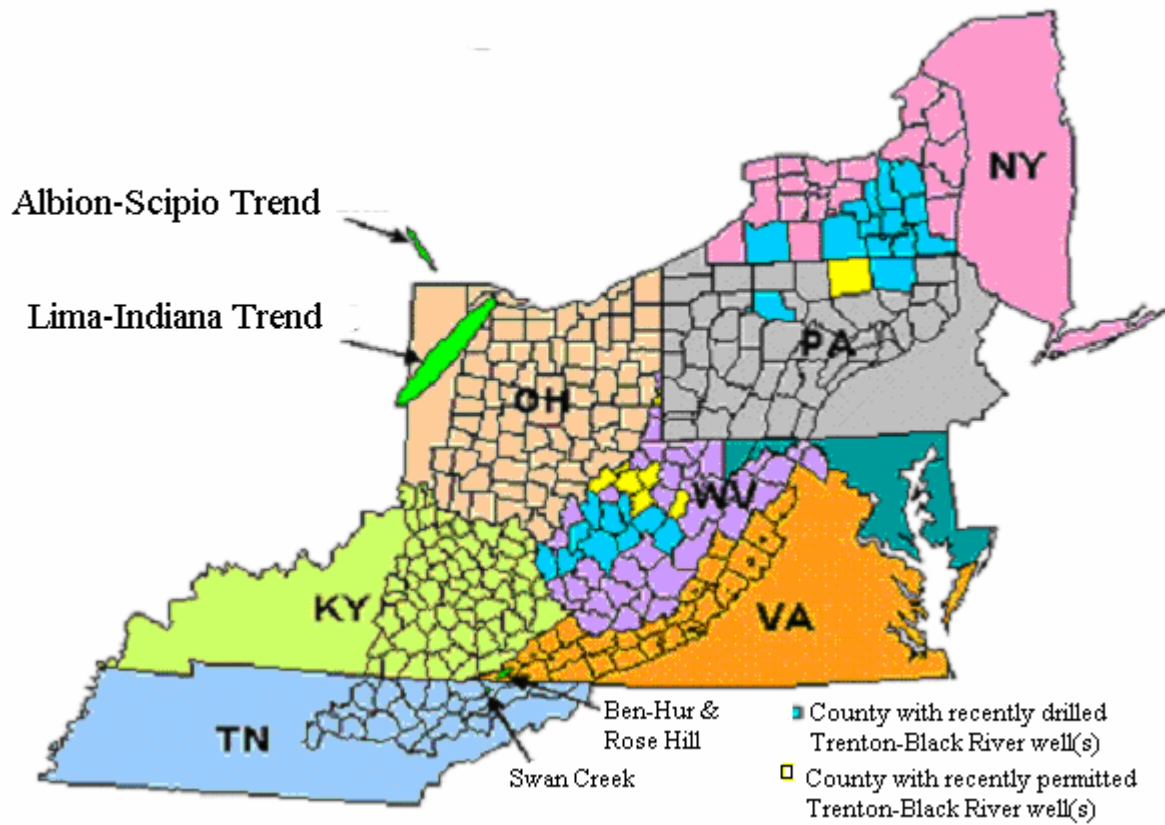 NY
Albion-Scipio Trend
Lima-Indiana Trend
PA
OH
WV
KY
VA
TN
Ben-Hur &
Rose Hill
Swan Creek
County with recently drilled
Trenton-Black River well(s)
County with recently permitted
Trenton-Black River well(s)